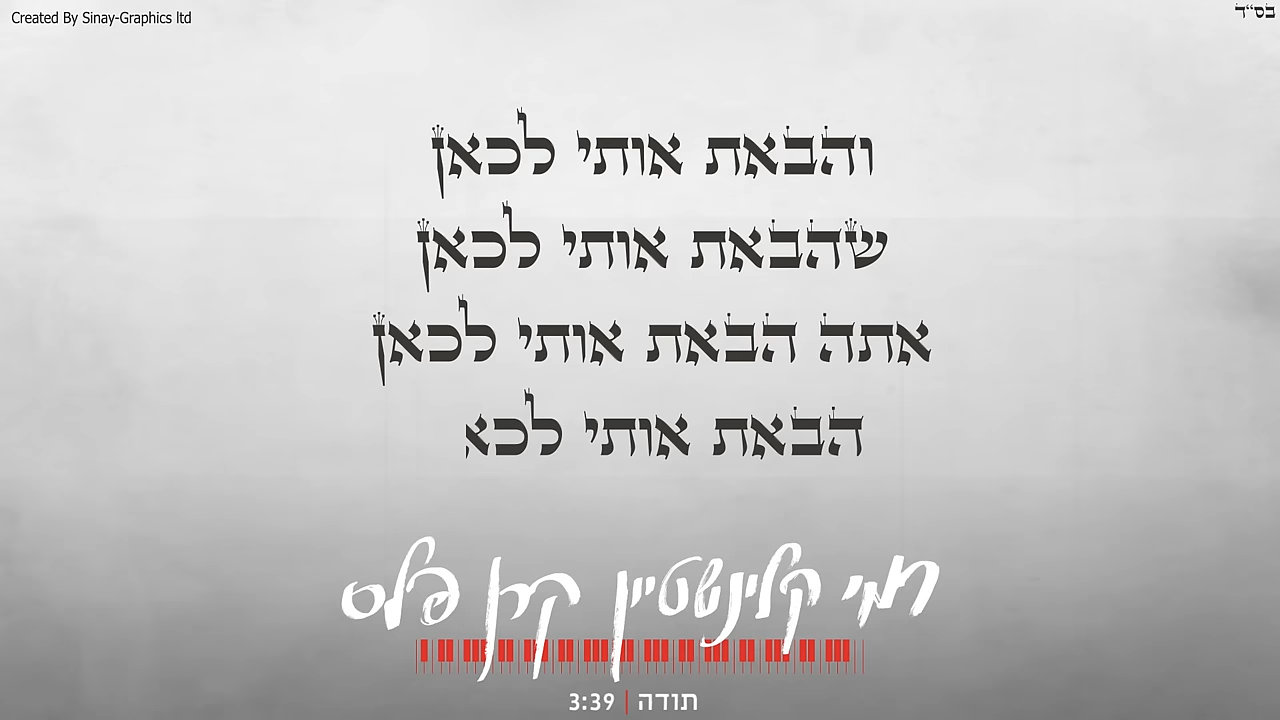 Created By Sinay-Graphics ltd
בס"ד
והבאת אותי לכאן
שהבאת אותי לכאן
אתה הבאת אותי לכאן
הבאת אותי לכא
רמי קלינשטיין קרן פלס
תודה | 3:39